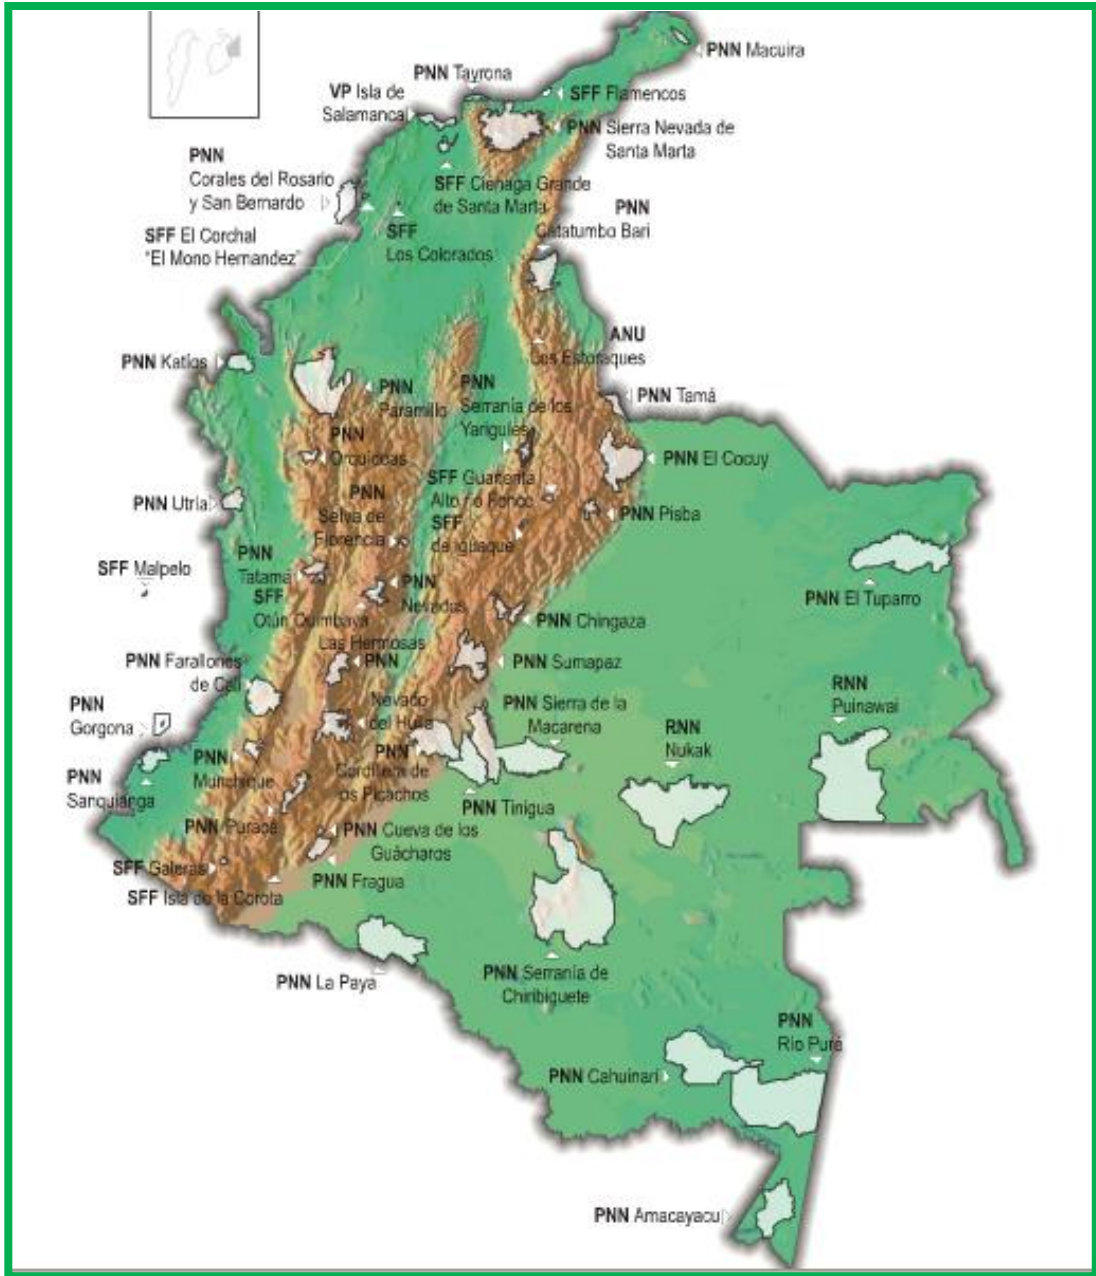 PNN Macuira
PNN Tayrona
VP Isla de
Salamanca
SFF Flamencos
PNN Sierra Nevada de
Santa Marta
PNN
Corales del Rosario
y San Bernardo
SFF Cienaga Grande
de Santa Marta
PNN
Catatumbo Bari
SFF El Corchal
"El Mono Hernandez"
SFF
Los Colorados
ANU
Los Estoraques
PNN Katíos
PNN
Paramillo
PNN
Serranía de los
Yariguíes
PNN Tamá
PNN
Orquideas
PNN El Cocuy
SFF Guanentá
Alto río Fonce
PNN Utría
PNN
Selva de
Florencia
SFF
de Iguaque
PNN Pisba
PNN
Tatamá
SFF Malpelo
PNN
Nevados
SFF
Otún Quimbaya
PNN El Tuparro
PNN Chingaza
Las Hermosas
PNN
PNN Farallones
de Cali
PNN Sumapaz
PNN
Gorgona
Nevado
del Huila
PNN
PNN Sierra de la
Macarena
RNN
Puinawai
RNN
Nukak
PNN
Munchique
Cordillera de
los Picachos
PNN
Sanquianga
PNN Tinigua
PNN Puracé
PNN Cueva de los
Guácharos
SFF Galeras
PNN Fragua
SFF Isla de la Corota
PNN La Paya
PNN Serranía de
Chiribiquete
PNN
Río Puré
PNN Cahuinari
PNN Amacayacu